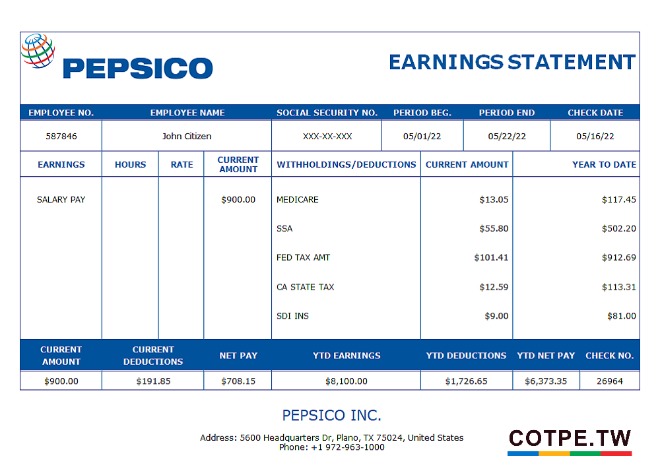 PEPSICO
EARNINGS STATEMENT
EMPLOYEE NO. EMPLOYEE NAME SOCIAL SECURITY NO. PERIOD BEG. PERIOD END CHECK DATE
587846 John Citizen XXX-XX-XXX 05/01/22 05/22/22 05/16/22
EARNINGS HOURS RATE CURRENT AMOUNT WITHHOLDINGS/DEDUCTIONS CURRENT AMOUNT YEAR TO DATE
SALARY PAY $900.00 MEDICARE $13.05 $117.45
SSA $55.80 $502.20
FED TAX AMT $101.41 $912.69
CA STATE TAX $12.59 $113.31
SDI INS $9.00 $81.00
CURRENT AMOUNT CURRENT DEDUCTIONS NET PAY YTD EARNINGS YTD DEDUCTIONS YTD NET PAY CHECK NO.
$900.00 $191.85 $708.15 $8,100.00 $1,726.65 $6,373.35 26964
PEPSICO INC.
Address: 5600 Headquarters Dr, Plano, TX 75024, United States
Phone: +1 972-963-1000
COTPE.TW